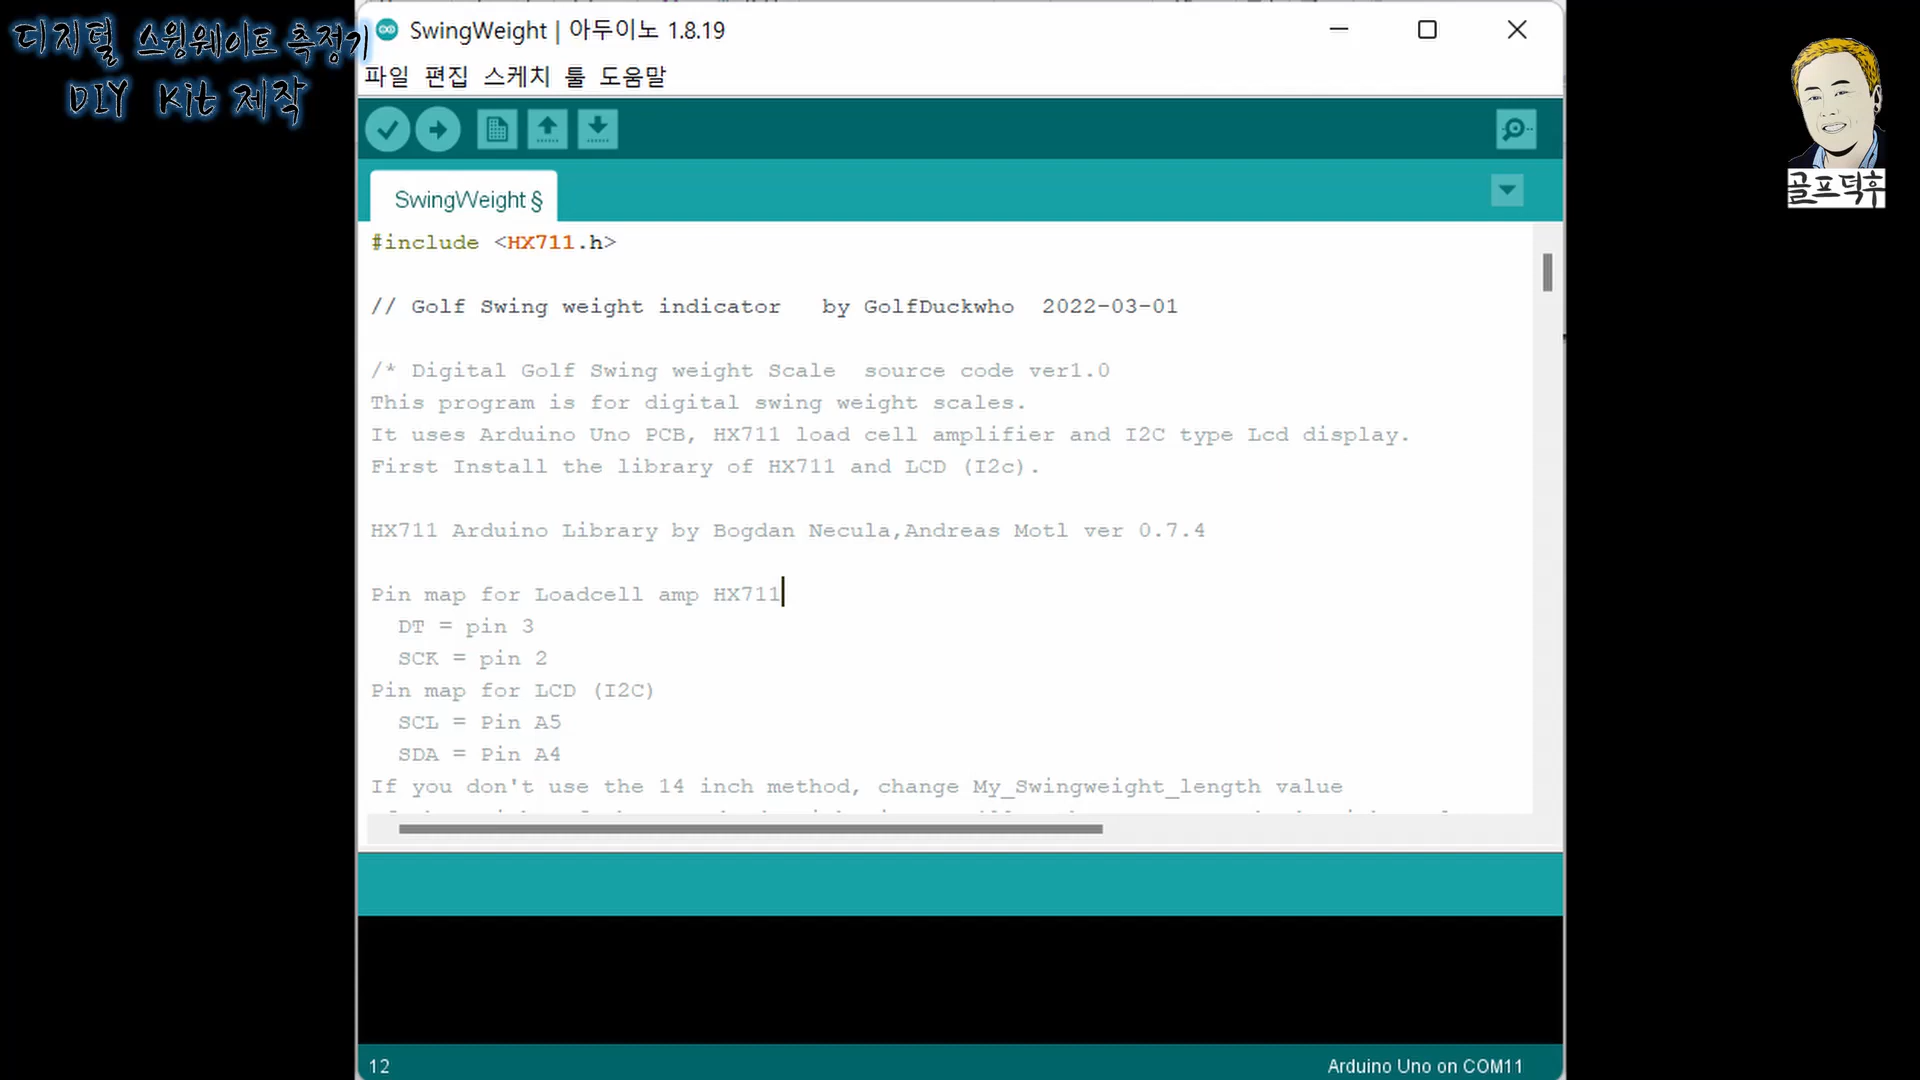 디지털 스윙웨이트 측정기
DIY Kit 제작
SwingWeight | 아두이노 1.8.19
파일 편집 스케치 툴 도움말
SwingWeight §
#include <HX711.h>
// Golf Swing weight indicator   by GolfDuckwho  2022-03-01
/* Digital Golf Swing weight Scale  source code ver1.0
This program is for digital swing weight scales.
It uses Arduino Uno PCB, HX711 load cell amplifier and I2C type Lcd display.
First Install the library of HX711 and LCD (I2c).
HX711 Arduino Library by Bogdan Necula,Andreas Motl ver 0.7.4
Pin map for Loadcell amp HX711
DT = pin 3
SCK = pin 2
Pin map for LCD (I2C)
SCL = Pin A5
SDA = Pin A4
If you don't use the 14 inch method, change My_Swingweight_length value
12
Arduino Uno on COM11
골프덕후